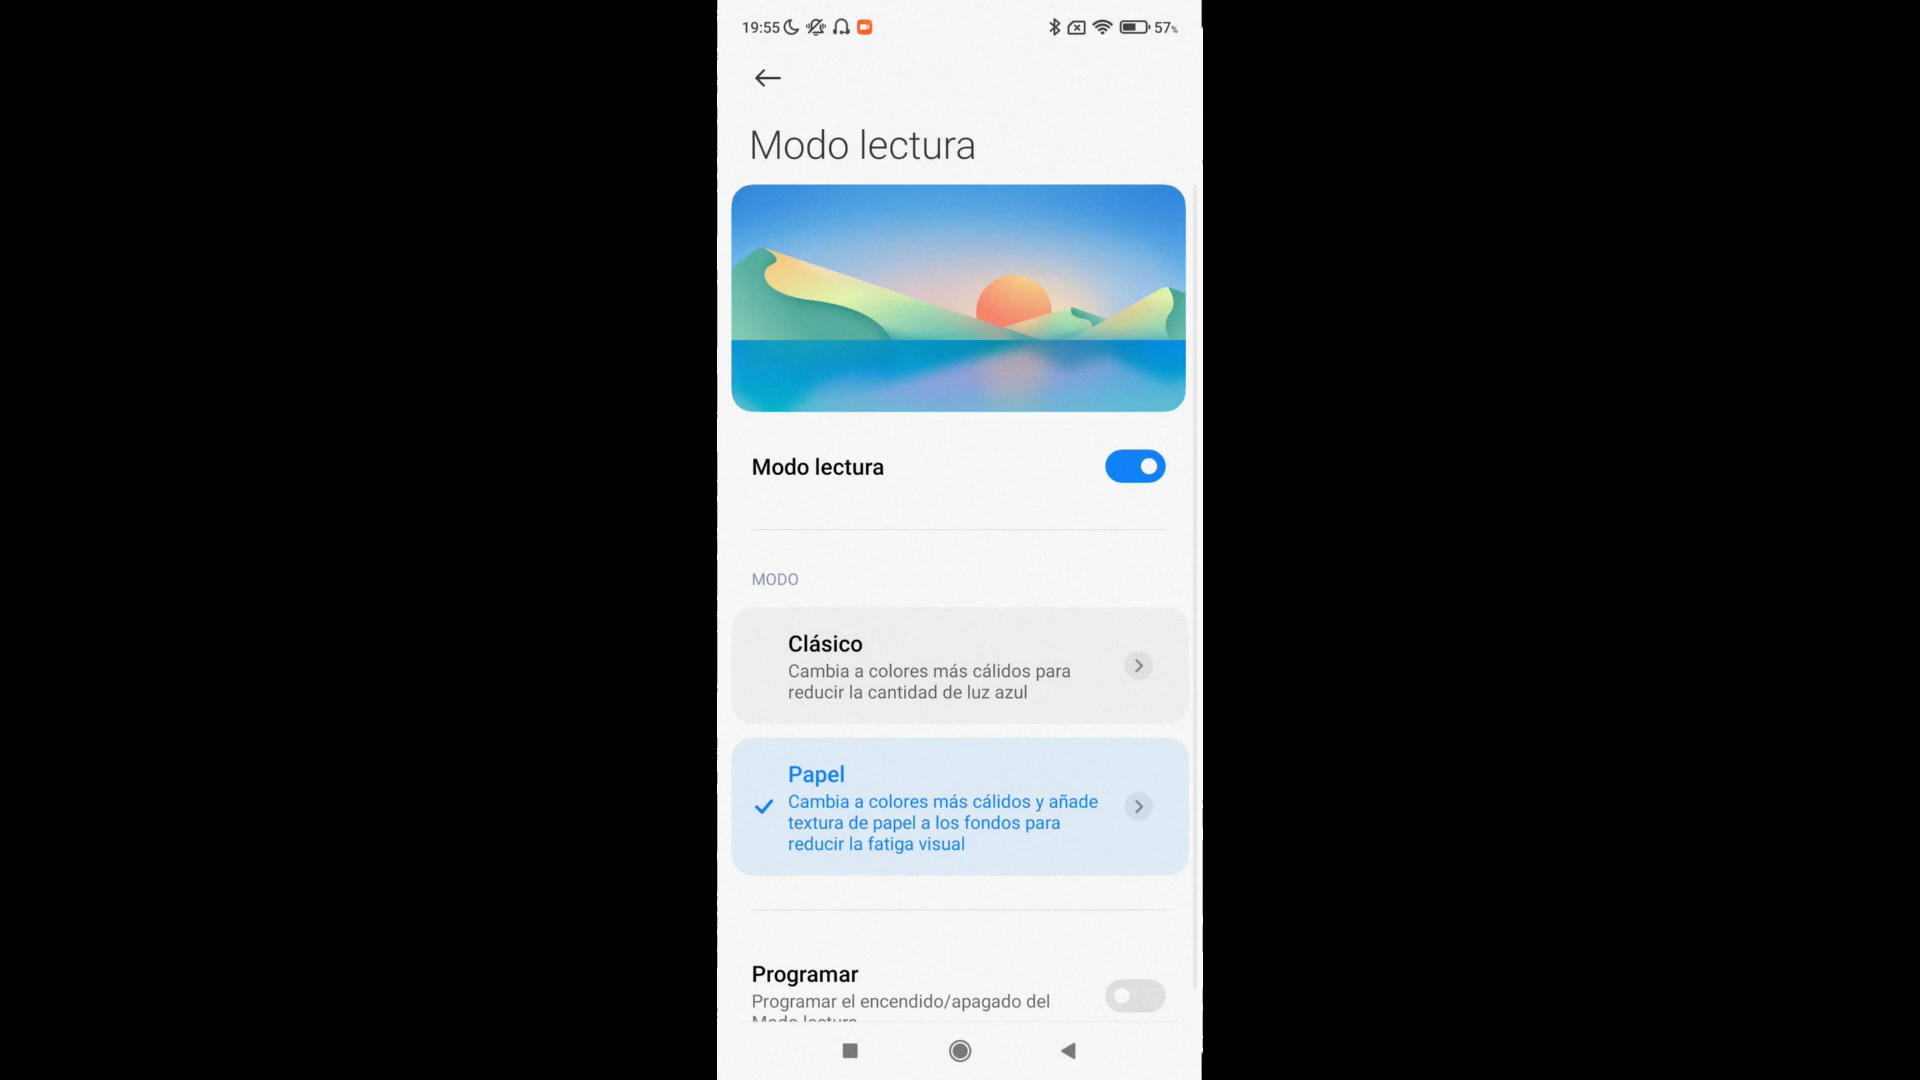 19:55 57%
Modo lectura
Modo lectura
MODO
Clásico
Cambia a colores más cálidos para
reducir la cantidad de luz azul
Papel
Cambia a colores más cálidos y añade
textura de papel a los fondos para
reducir la fatiga visual
Programar
Programar el encendido/apagado del
Modo lectura